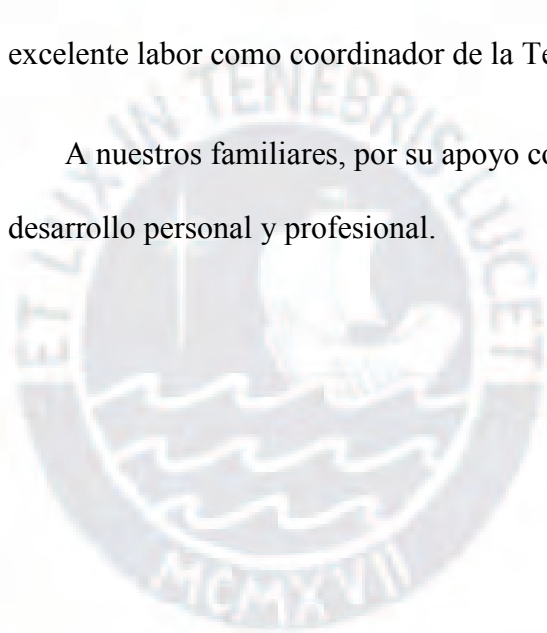 excelente labor como coordinador de la Te
A nuestros familiares, por su apoyo co
desarrollo personal y profesional.
ET LUX IN TENEBRIS LUCET
MCMXVII